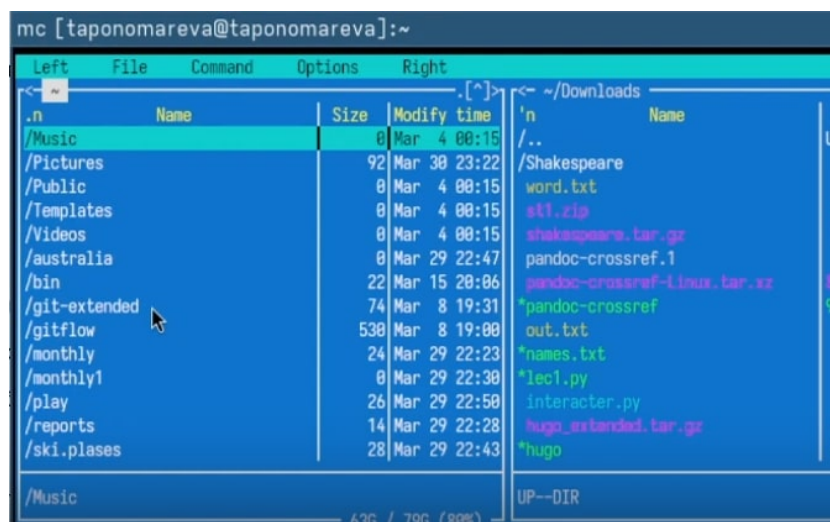 mc [taponomareva@taponomareva]:~
Left File Command Options Right
<- ~ .[^]>
.n Name Size Modify time
/Music 0 Mar 4 00:15
/Pictures 92 Mar 30 23:22
/Public 0 Mar 4 00:15
/Templates 0 Mar 4 00:15
/Videos 0 Mar 4 00:15
/australia 0 Mar 29 22:47
/bin 22 Mar 15 20:06
/git-extended 74 Mar 8 19:31
/gitflow 530 Mar 8 19:00
/monthly 24 Mar 29 22:23
/monthly1 0 Mar 29 22:30
/play 26 Mar 29 22:50
/reports 14 Mar 29 22:28
/ski.plases 28 Mar 29 22:43
/Music
<- ~/Downloads
'n Name
/..
/Shakespeare
word.txt
st1.zip
shakespeare.tar.gz
pandoc-crossref.1
pandoc-crossref-Linux.tar.xz
*pandoc-crossref
out.txt
*names.txt
*lec1.py
interacter.py
hugo_extended.tar.gz
*hugo
UP--DIR